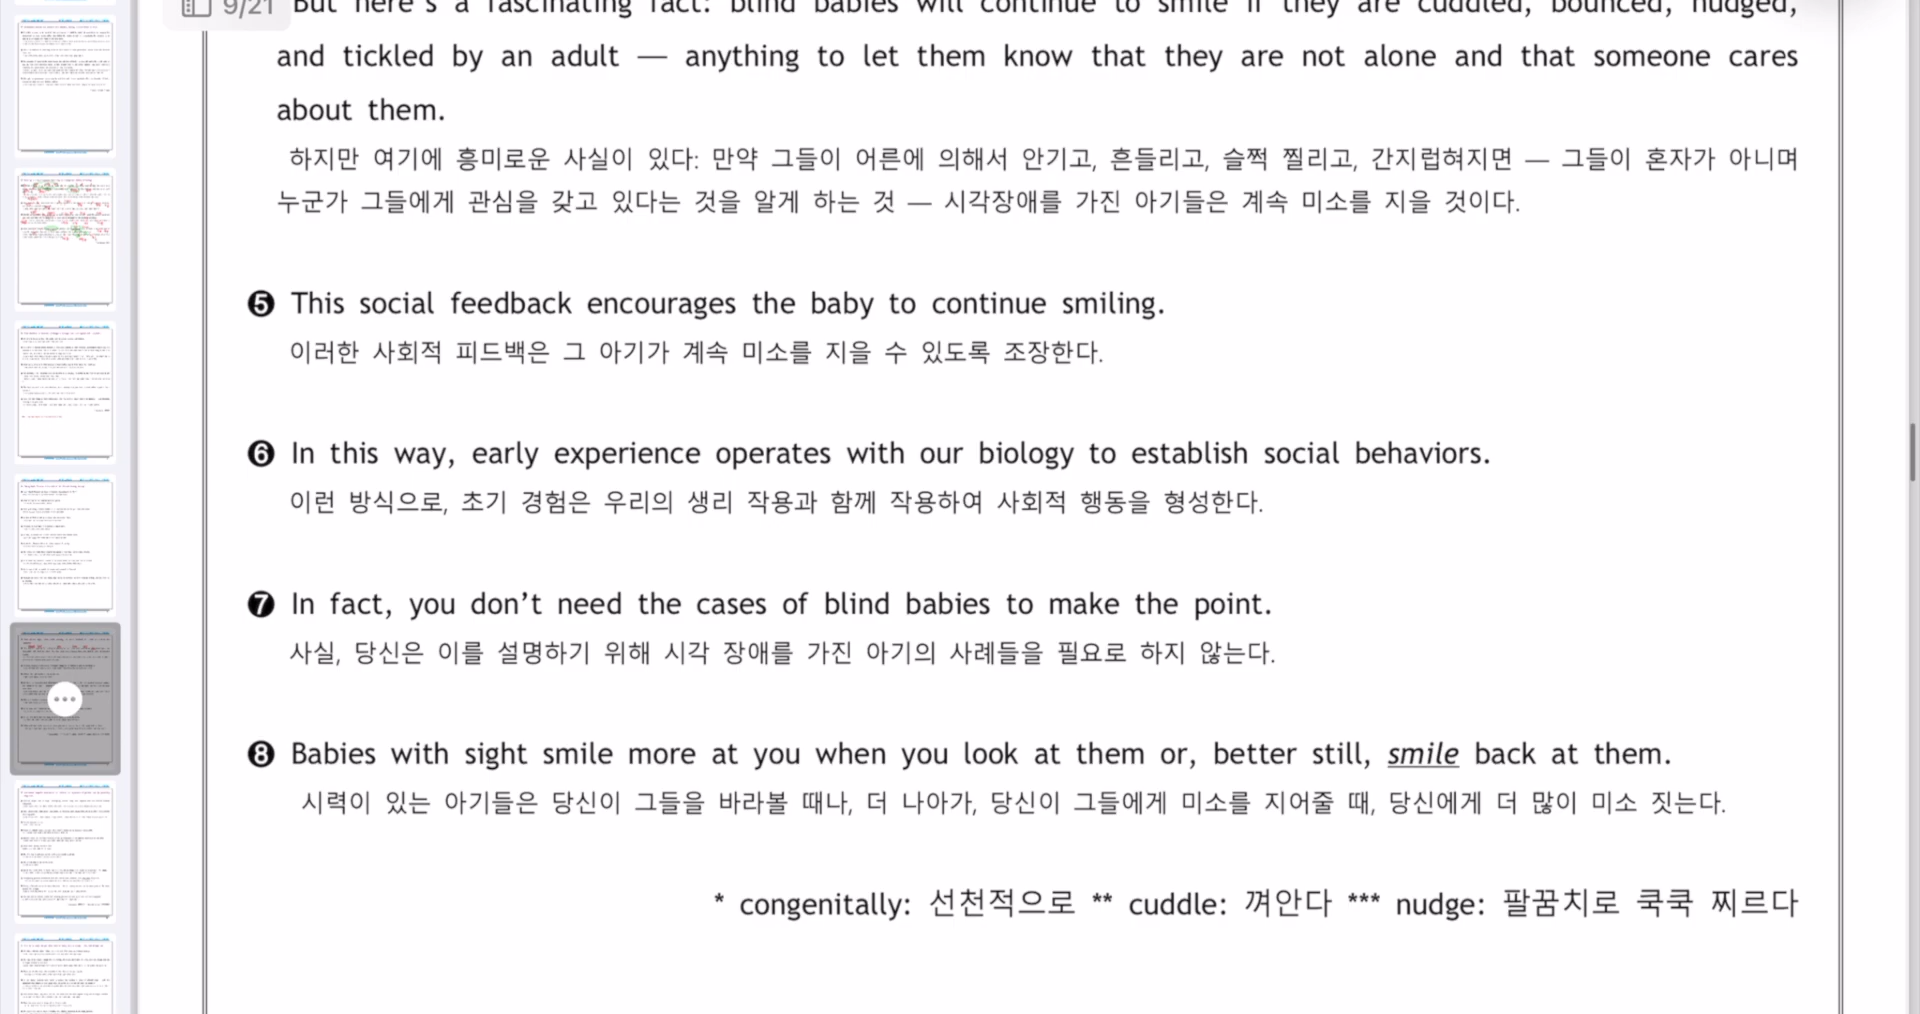 9/21
But here's a fascinating fact: blind babies will continue to smile if they are cuddled, bounced, nudged,
and tickled by an adult — anything to let them know that they are not alone and that someone cares
about them.
하지만 여기에 흥미로운 사실이 있다: 만약 그들이 어른에 의해서 안기고, 흔들리고, 슬쩍 찔리고, 간지럽혀지면 — 그들이 혼자가 아니며
누군가 그들에게 관심을 갖고 있다는 것을 알게 하는 것 — 시각장애를 가진 아기들은 계속 미소를 지을 것이다.
❺ This social feedback encourages the baby to continue smiling.
이러한 사회적 피드백은 그 아기가 계속 미소를 지을 수 있도록 조장한다.
❻ In this way, early experience operates with our biology to establish social behaviors.
이런 방식으로, 초기 경험은 우리의 생리 작용과 함께 작용하여 사회적 행동을 형성한다.
❼ In fact, you don't need the cases of blind babies to make the point.
사실, 당신은 이를 설명하기 위해 시각 장애를 가진 아기의 사례들을 필요로 하지 않는다.
❽ Babies with sight smile more at you when you look at them or, better still, smile back at them.
시력이 있는 아기들은 당신이 그들을 바라볼 때나, 더 나아가, 당신이 그들에게 미소를 지어줄 때, 당신에게 더 많이 미소 짓는다.
* congenitally: 선천적으로 ** cuddle: 껴안다 *** nudge: 팔꿈치로 쿡쿡 찌르다